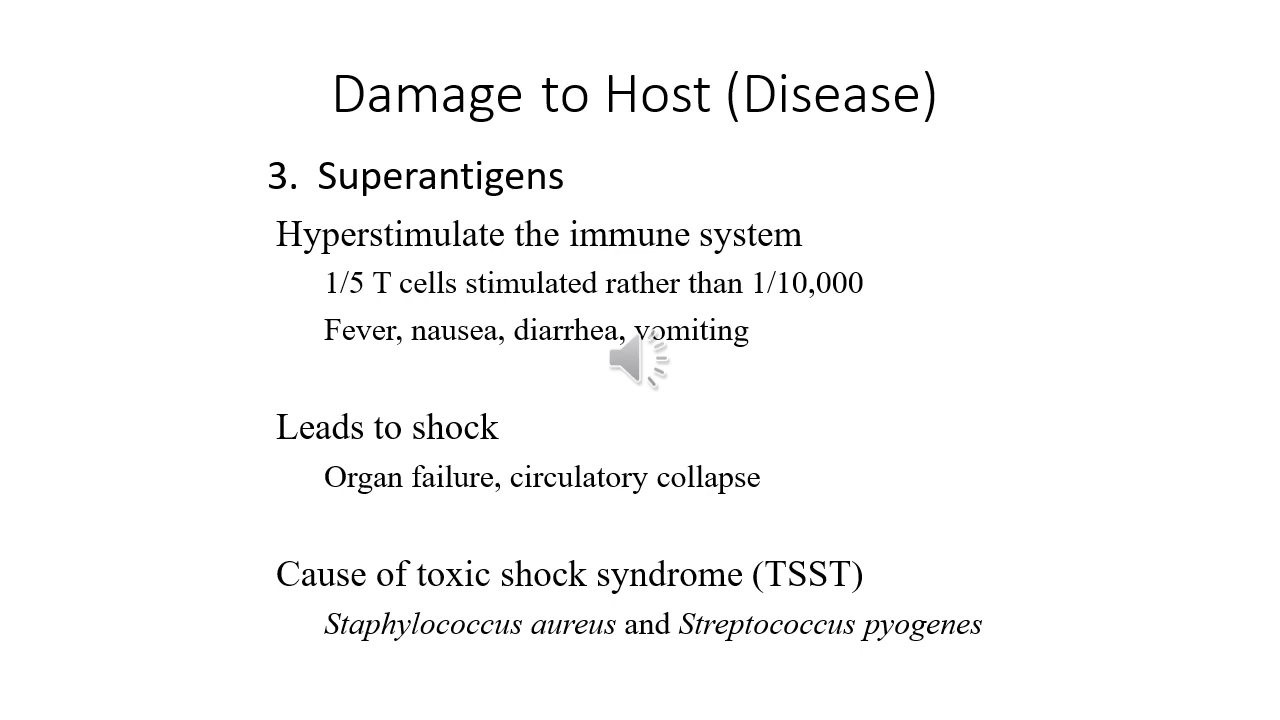 Damage to Host (Disease)
3. Superantigens
Hyperstimulate the immune system
1/5 T cells stimulated rather than 1/10,000
Fever, nausea, diarrhea, vomiting
Leads to shock
Organ failure, circulatory collapse
Cause of toxic shock syndrome (TSST)
Staphylococcus aureus and Streptococcus pyogenes